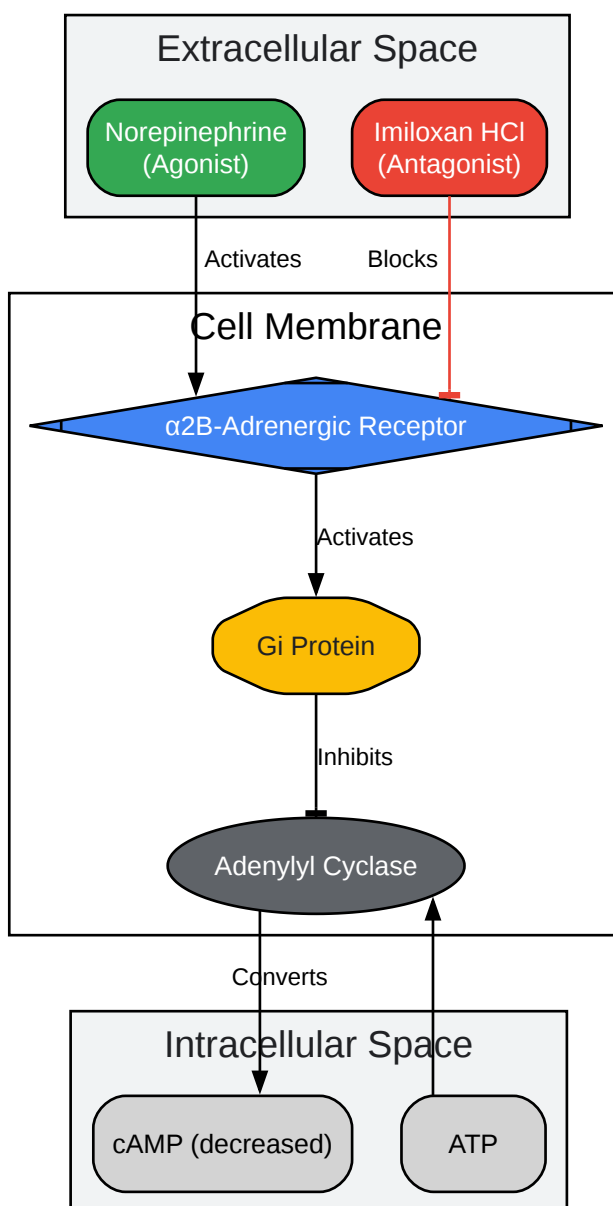 Extracellular Space
Norepinephrine
(Agonist)
Imiloxan HCl
(Antagonist)
Activates
Blocks
Cell Membrane
α2B-Adrenergic Receptor
Activates
Gi Protein
Inhibits
Adenylyl Cyclase
Converts
Intracellular Space
cAMP (decreased)
ATP